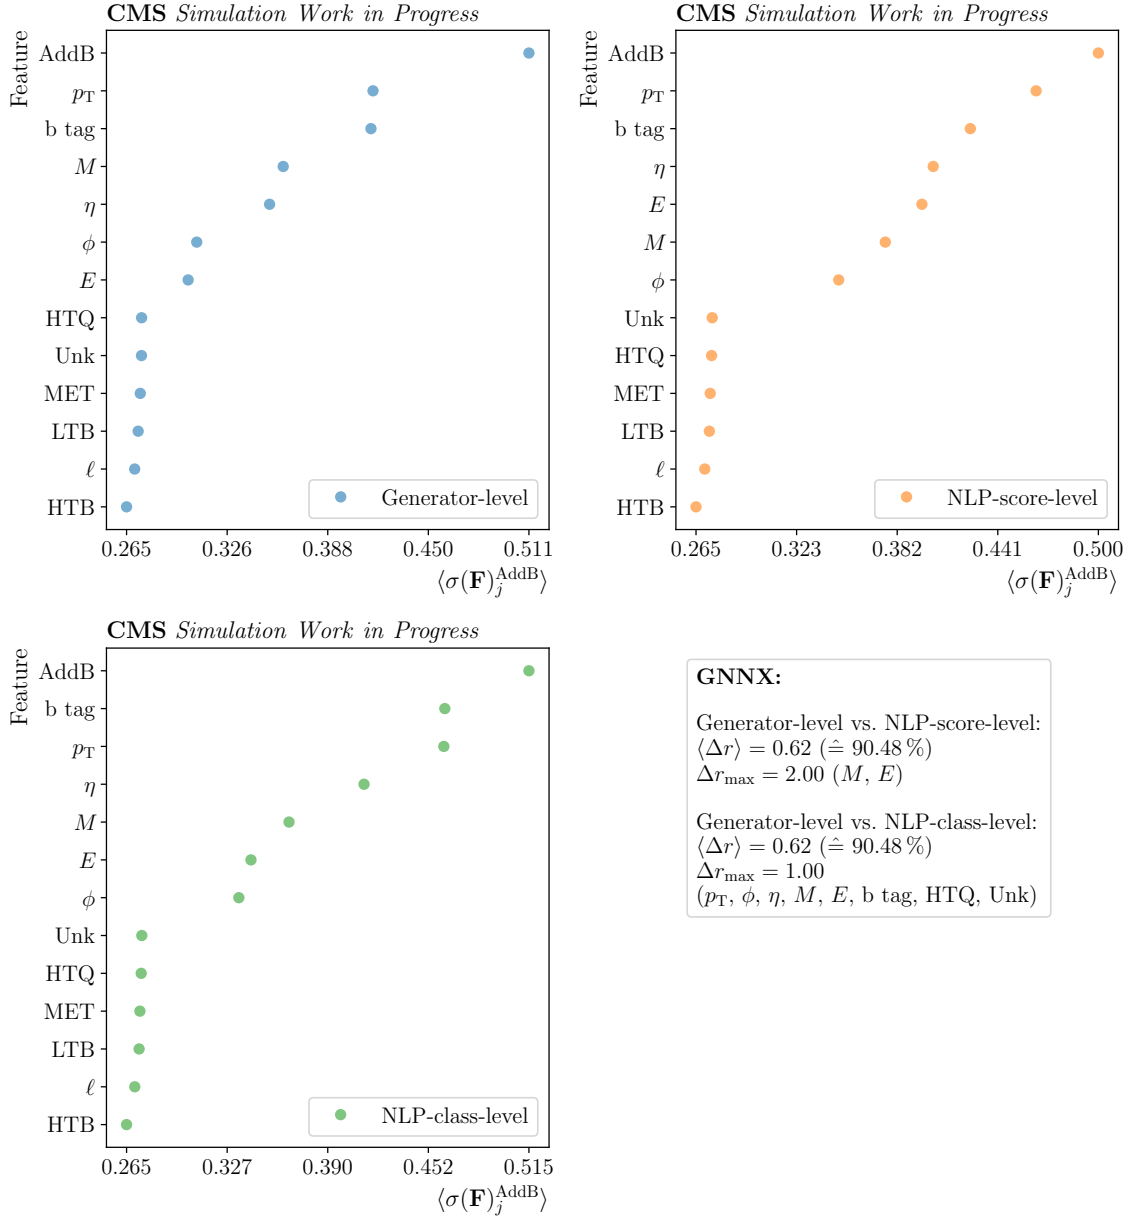 CMS Simulation Work in Progress
Feature
AddB
pT
b tag
M
η
ϕ
E
HTQ
Unk
MET
LTB
ℓ
HTB
Generator-level
0.265 0.326 0.388 0.450 0.511
⟨σ(F)_j^AddB⟩
CMS Simulation Work in Progress
Feature
AddB
pT
b tag
η
E
M
ϕ
Unk
HTQ
MET
LTB
ℓ
HTB
NLP-score-level
0.265 0.323 0.382 0.441 0.500
⟨σ(F)_j^AddB⟩
CMS Simulation Work in Progress
Feature
AddB
b tag
pT
η
M
E
ϕ
Unk
HTQ
MET
LTB
ℓ
HTB
NLP-class-level
0.265 0.327 0.390 0.452 0.515
⟨σ(F)_j^AddB⟩
GNNX:
Generator-level vs. NLP-score-level:
⟨Δr⟩ = 0.62 (≙ 90.48 %)
Δr_max = 2.00 (M, E)
Generator-level vs. NLP-class-level:
⟨Δr⟩ = 0.62 (≙ 90.48 %)
Δr_max = 1.00
(pT, ϕ, η, M, E, b tag, HTQ, Unk)